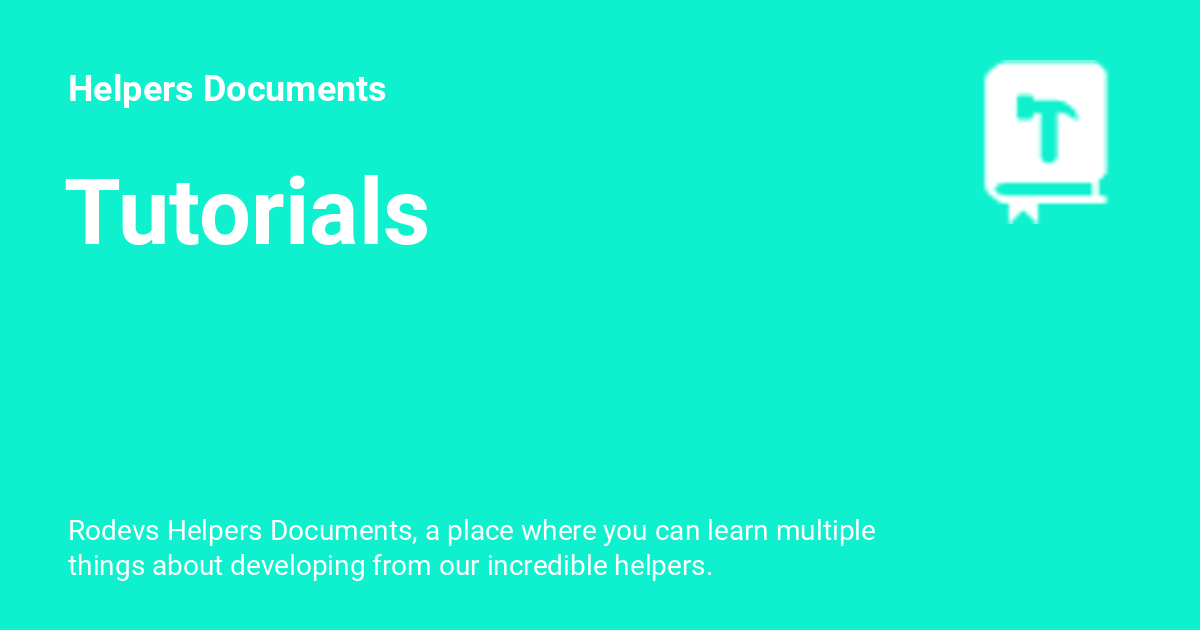 Helpers Documents
Tutorials
Rodevs Helpers Documents, a place where you can learn multiple
things about developing from our incredible helpers.